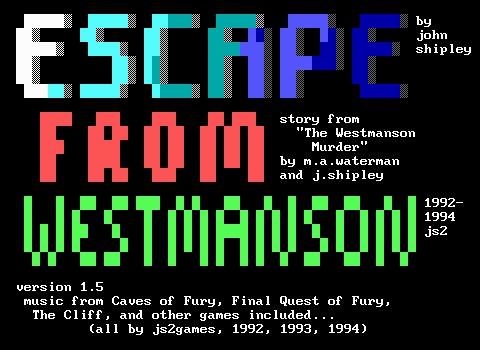 ESCAPE
by
john
shipley
FROM
story from
"The Westmanson
Murder"
by m.a.waterman
and j.shipley
WESTMANSON
1992-
1994
js2
version 1.5
music from Caves of Fury, Final Quest of Fury,
The Cliff, and other games included...
(all by js2games, 1992, 1993, 1994)